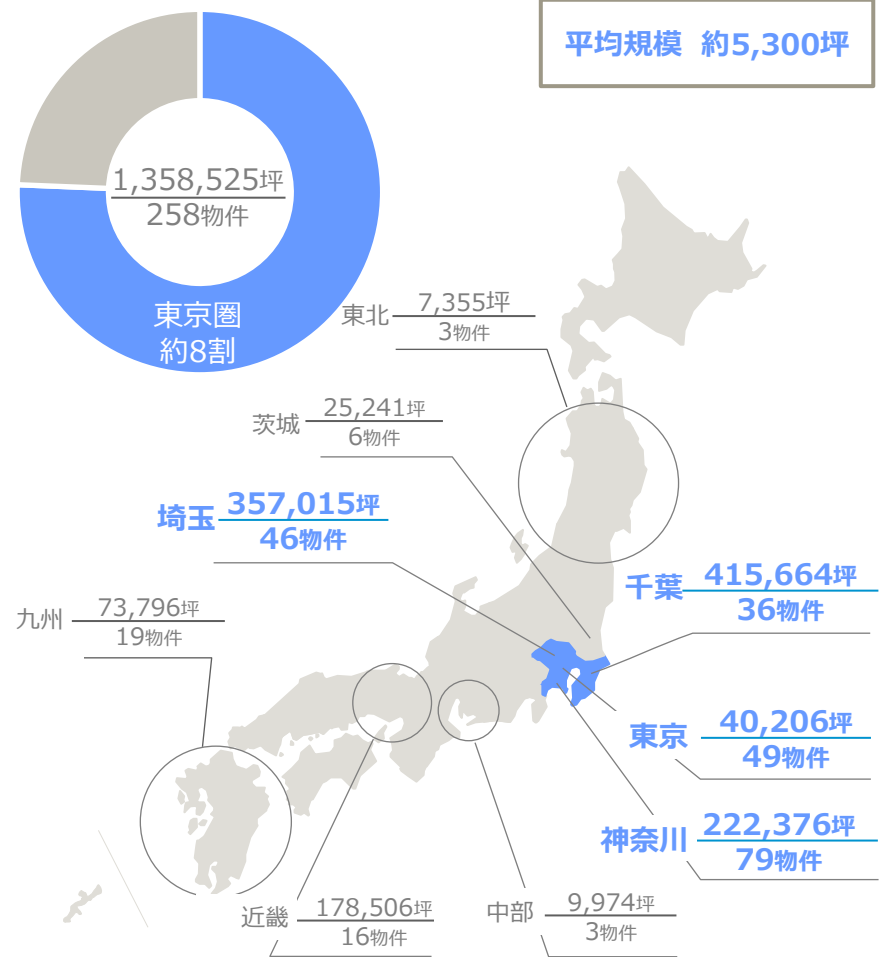 平均規模 約5,300坪
1,358,525坪
258物件
東京圏
約8割
東北
7,355坪
3物件
茨城
25,241坪
6物件
埼玉
357,015坪
46物件
千葉
415,664坪
36物件
九州
73,796坪
19物件
東京
40,206坪
49物件
神奈川
222,376坪
79物件
近畿
178,506坪
16物件
中部
9,974坪
3物件